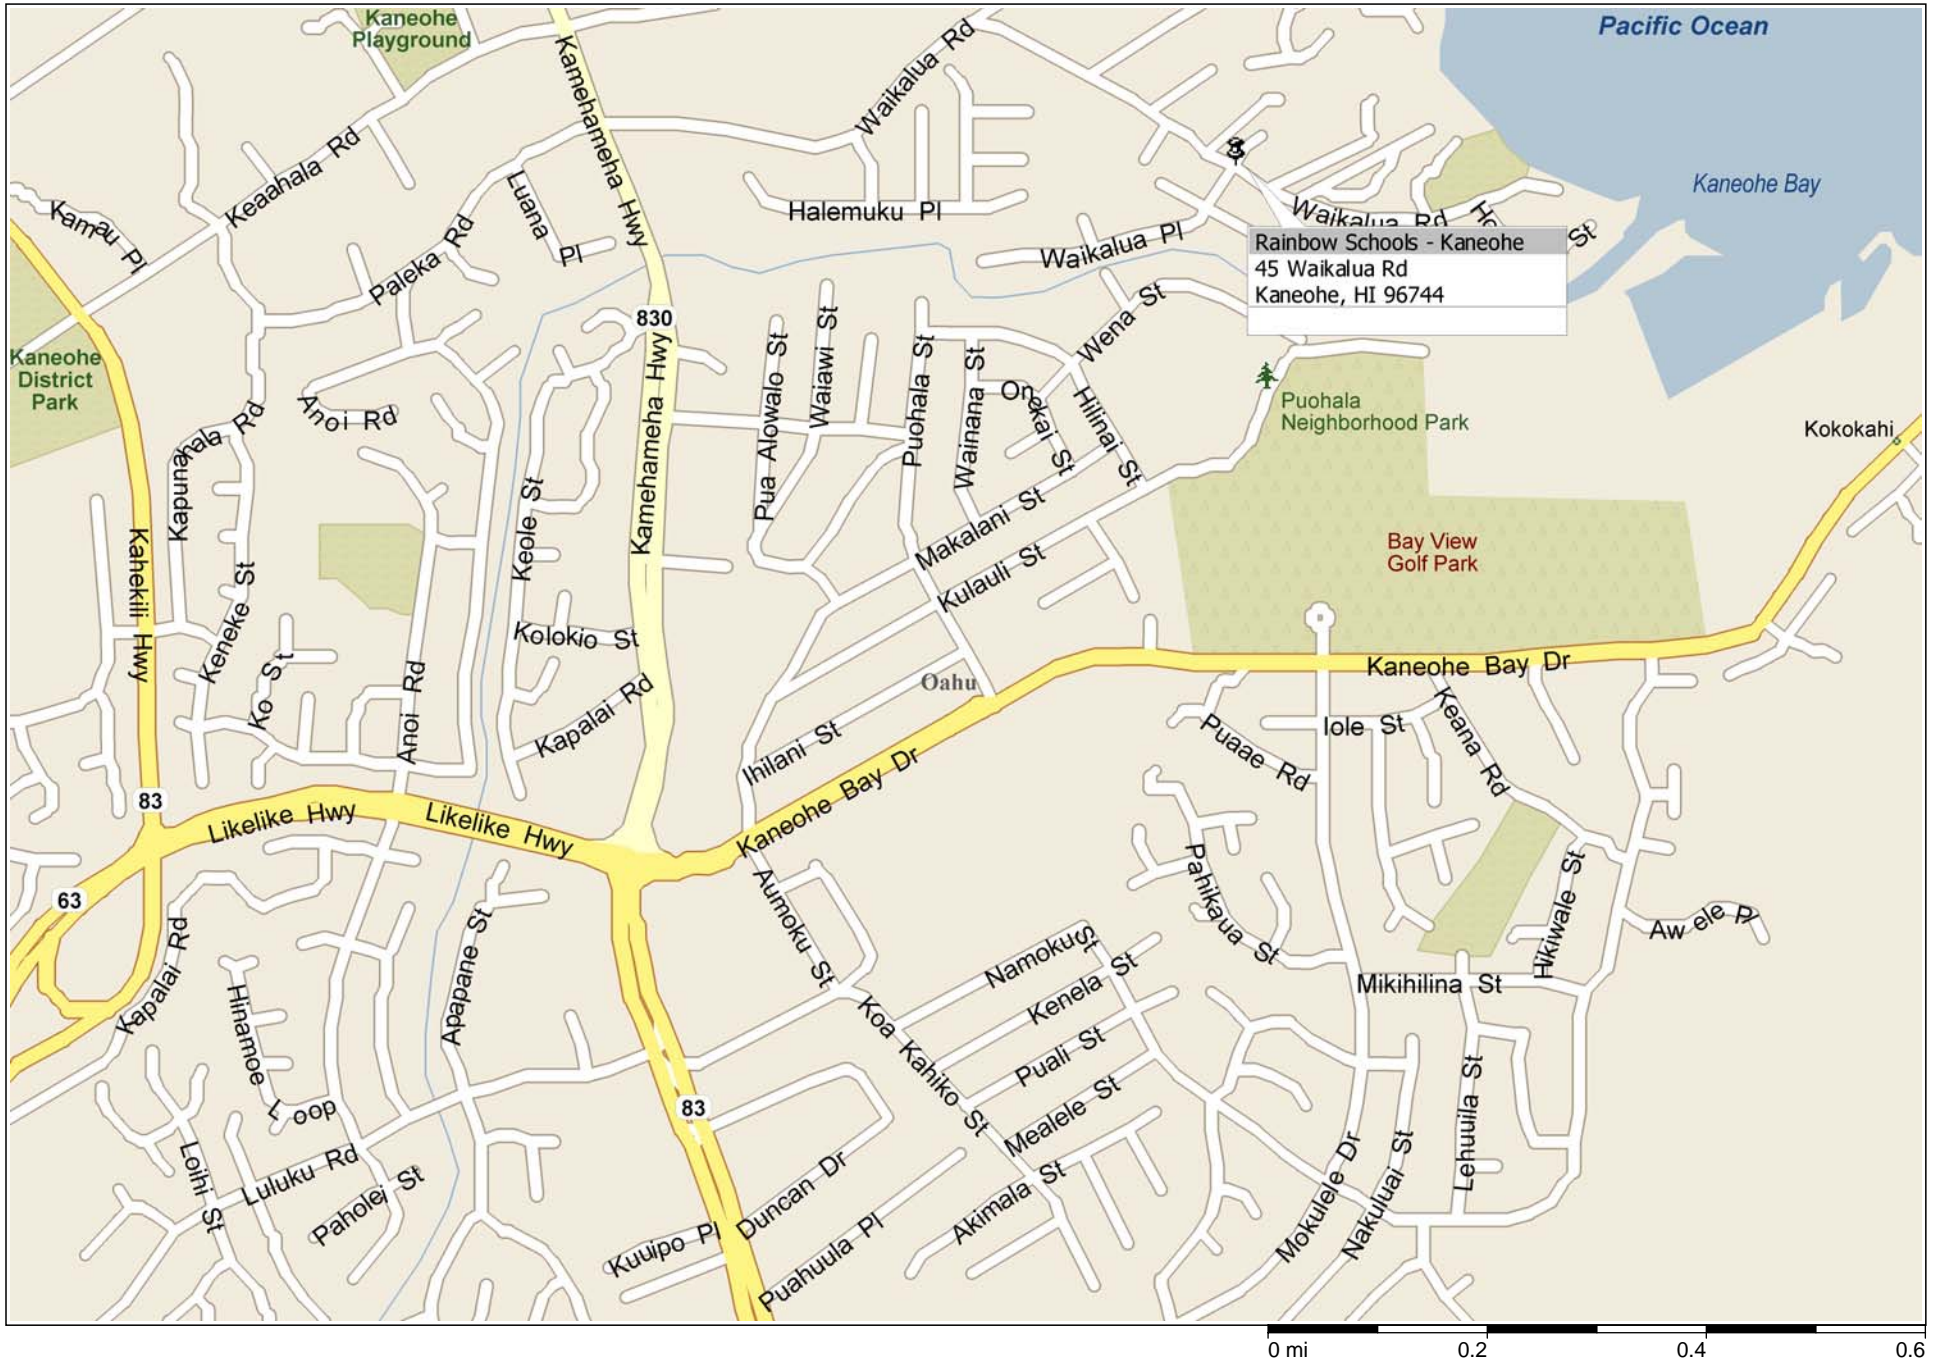 Kaneohe
Playground
Pacific Ocean
Kamehameha Hwy
Waikalua Rd
Keaahala Rd
Kamau Pl
Luana Pl
Halemuku Pl
Kaneohe Bay
Waikalua Rd
St
Paleka Rd
Waikalua Pl
Rainbow Schools - Kaneohe
45 Waikalua Rd
Kaneohe, HI 96744
830
Wena St
Kaneohe
District
Park
Anoi Rd
Kamehameha Hwy
Pua Alowalo St
Waiawi St
Puohala St
Wainana St
Hilinai St
Puohala
Neighborhood Park
Kokokahi
Keole St
Makalani St
Kulauli St
Bay View
Golf Park
Kahekili Hwy
Keneke St
Kolokio St
Ko St
Anoi Rd
Kapalai Rd
Oahu
Kaneohe Bay Dr
Ihilani St
Puaae Rd
Iole St
Keana Rd
83
Likelike Hwy
Likelike Hwy
Kaneohe Bay Dr
63
Aumoku St
Pahikaua St
Hikiwale St
Awele Pl
Kapalai Rd
Hinamoe Loop
Apapane St
Namoku St
Kenela St
Mikihilina St
Koa Kahiko St
Puali St
83
Mealele St
Lehuuila St
Loihi St
Luluku Rd
Paholei St
Kuuipo Pl
Duncan Dr
Puahuula Pl
Akimala St
Mokulele Dr
Nakuluai St
0 mi 0.2 0.4 0.6